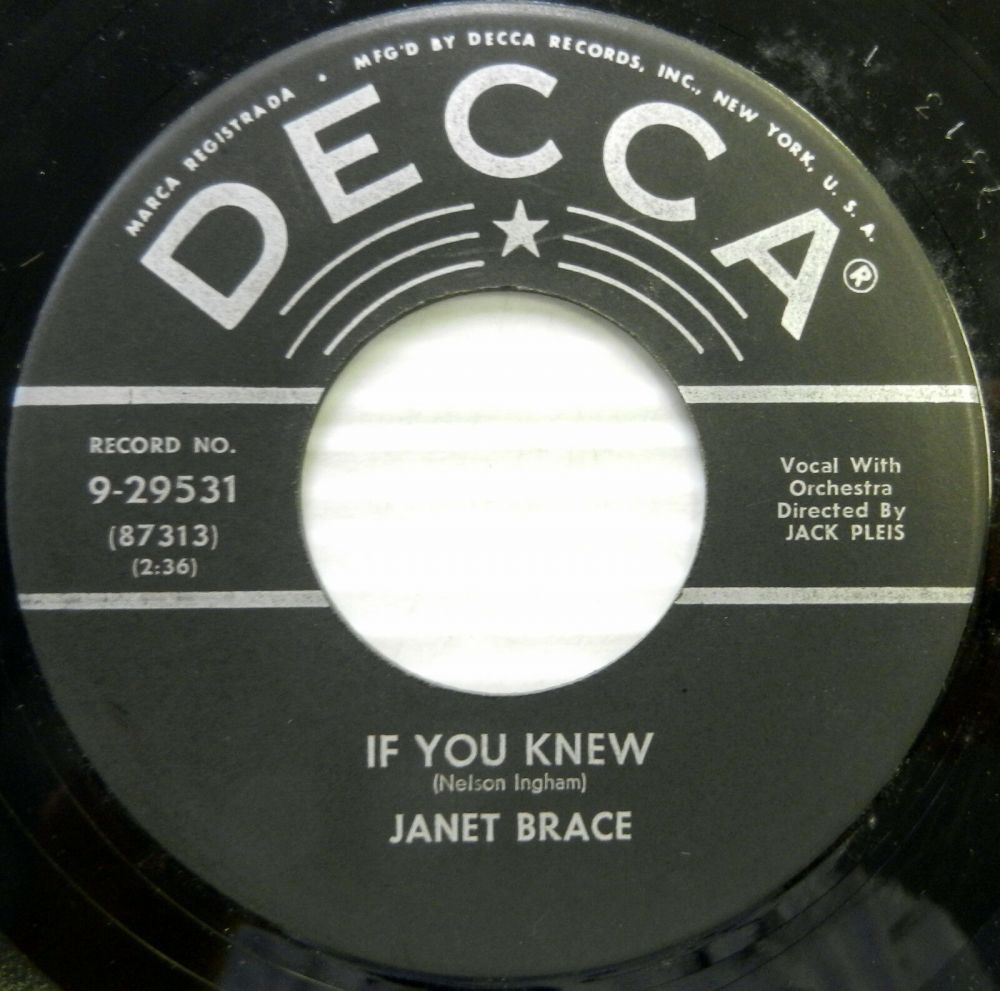 MARCA REGISTRADA • MFG'D BY DECCA RECORDS, INC., NEW YORK, U. S. A.
DECCA®
RECORD NO.
9-29531
(87313)
(2:36)
Vocal With
Orchestra
Directed By
JACK PLEIS
IF YOU KNEW
(Nelson Ingham)
JANET BRACE